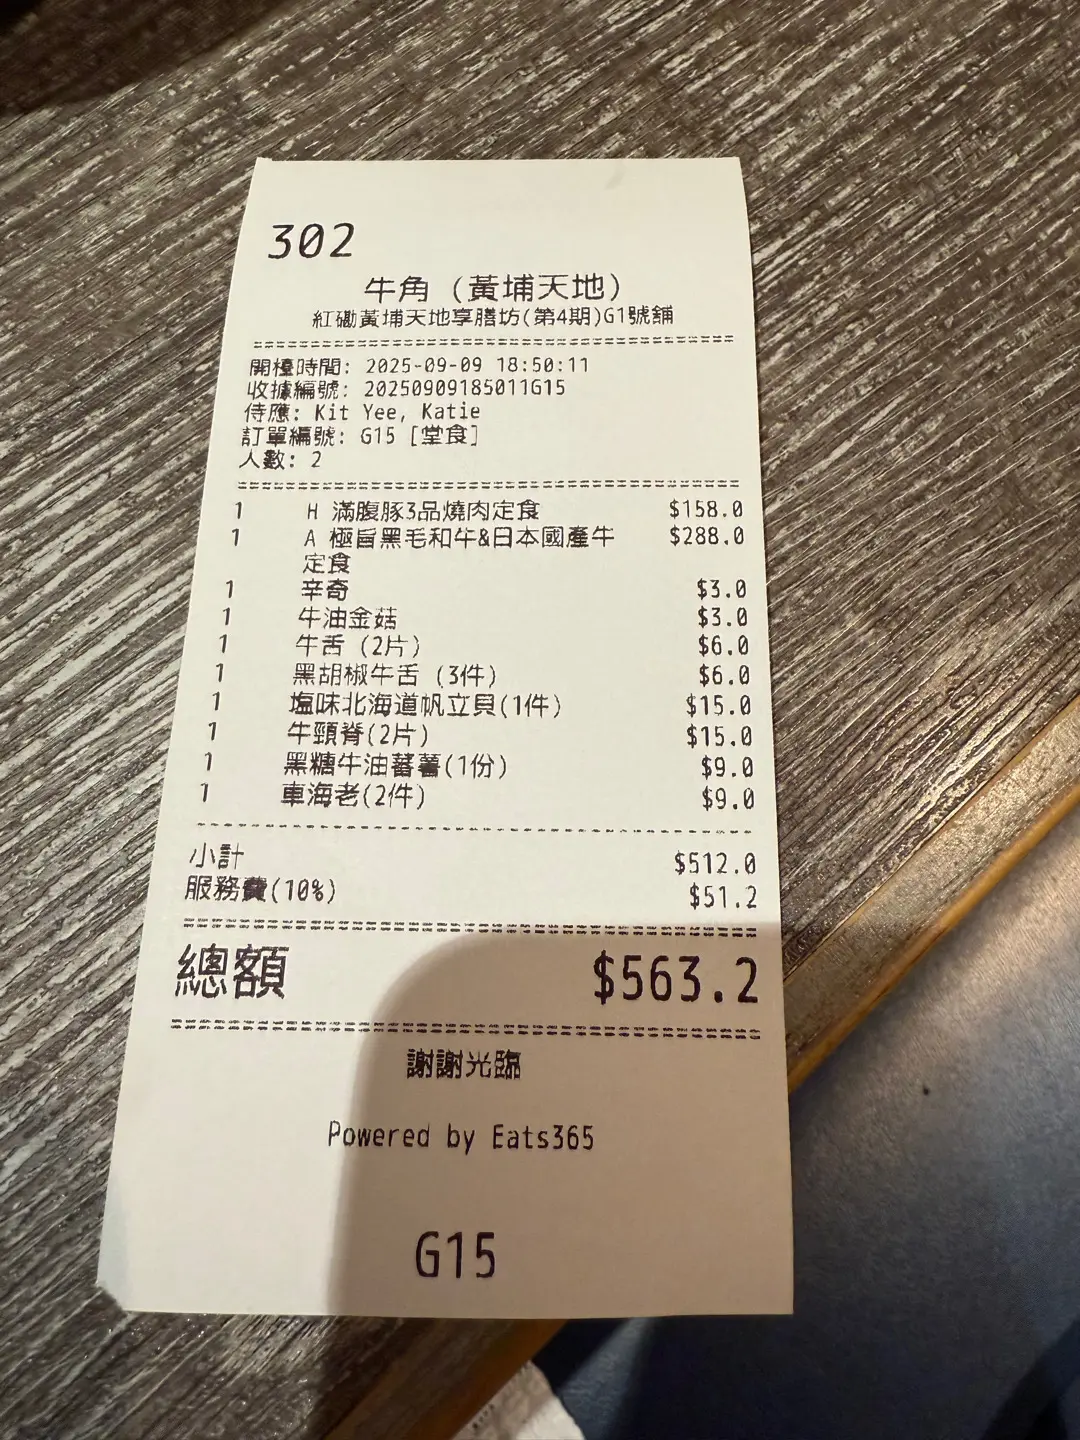 302
牛角 (黃埔天地)
紅磡黃埔天地享膳坊(第4期)G1號舖
開檯時間: 2025-09-09 18:50:11
收據編號: 20250909185011G15
侍應: Kit Yee, Katie
訂單編號: G15 [堂食]
人數: 2
1 H 滿腹豚3品燒肉定食 $158.0
1 A 極旨黑毛和牛&日本國產牛 $288.0
定食
1 辛奇 $3.0
1 牛油金菇 $3.0
1 牛舌 (2片) $6.0
1 黑胡椒牛舌 (3件) $6.0
1 塩味北海道帆立貝(1件) $15.0
1 牛頸脊(2片) $15.0
1 黑糖牛油蕃薯(1份) $9.0
1 車海老(2件) $9.0
小計 $512.0
服務費(10%) $51.2
總額 $563.2
謝謝光臨
Powered by Eats365
G15